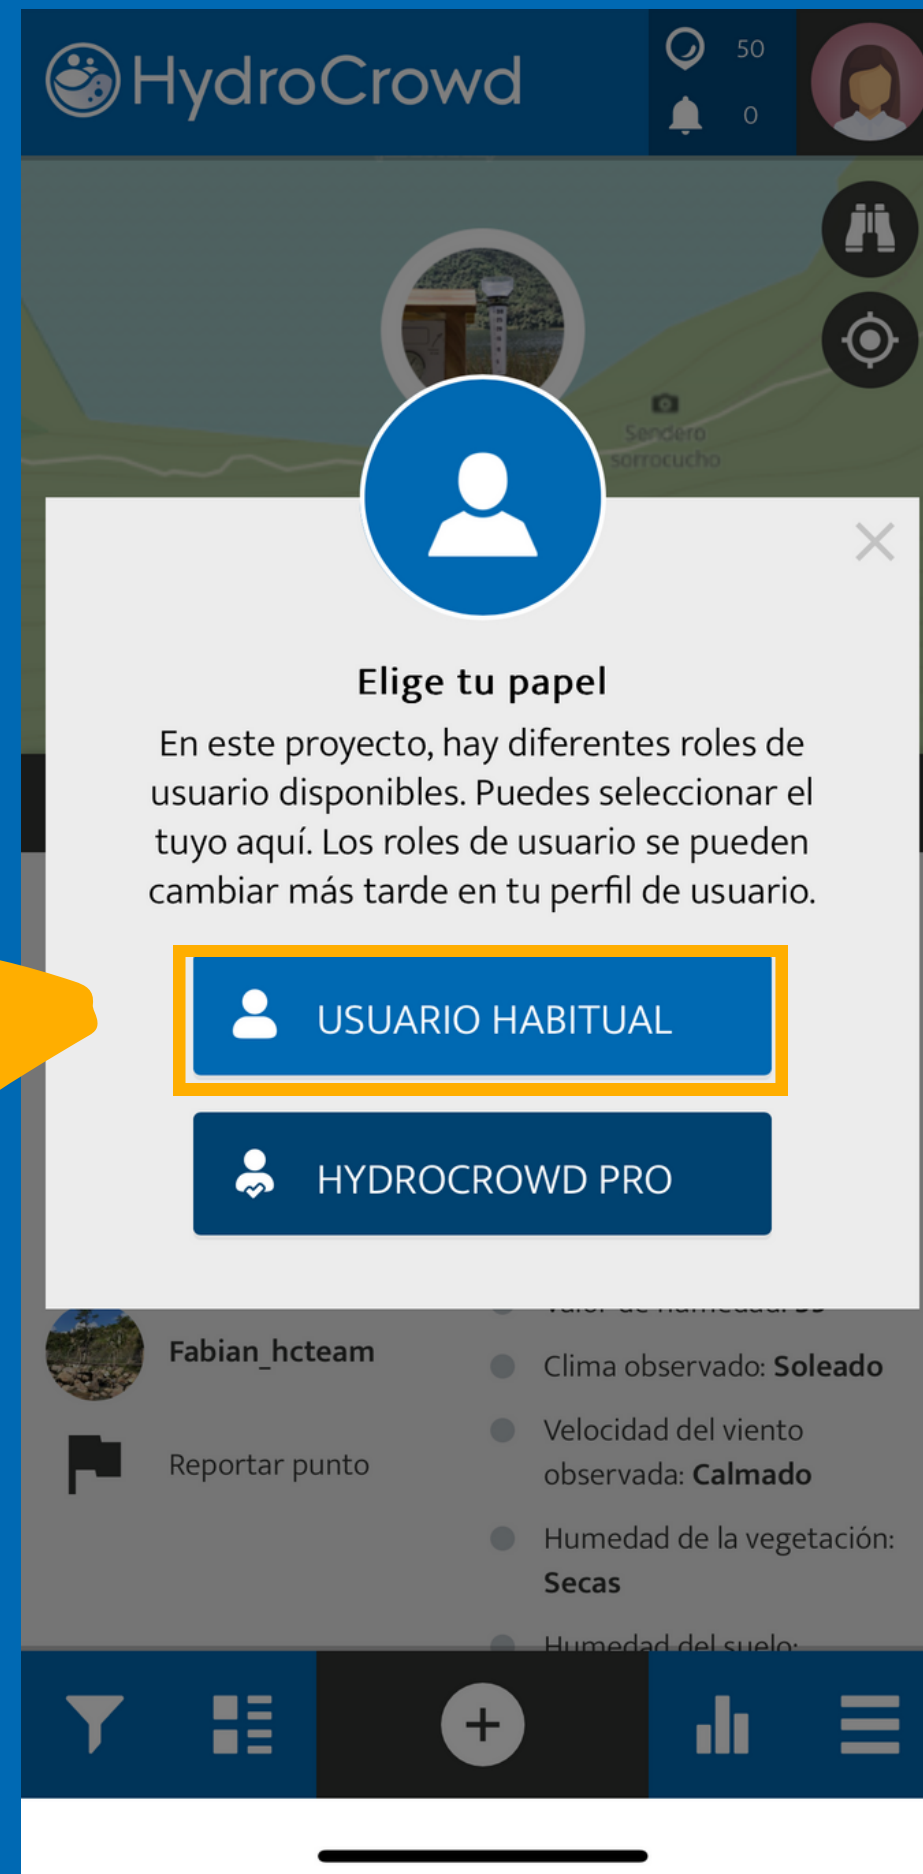 HydroCrowd
50
0
Sendero
sorrocucho
Elige tu papel
En este proyecto, hay diferentes roles de
usuario disponibles. Puedes seleccionar el
tuyo aquí. Los roles de usuario se pueden
cambiar más tarde en tu perfil de usuario.
USUARIO HABITUAL
HYDROCROWD PRO
Fabian_hcteam
Reportar punto
Valor de humedad:
Clima observado: Soleado
Velocidad del viento
observada: Calmado
Humedad de la vegetación:
Secas
Humedad del suelo: